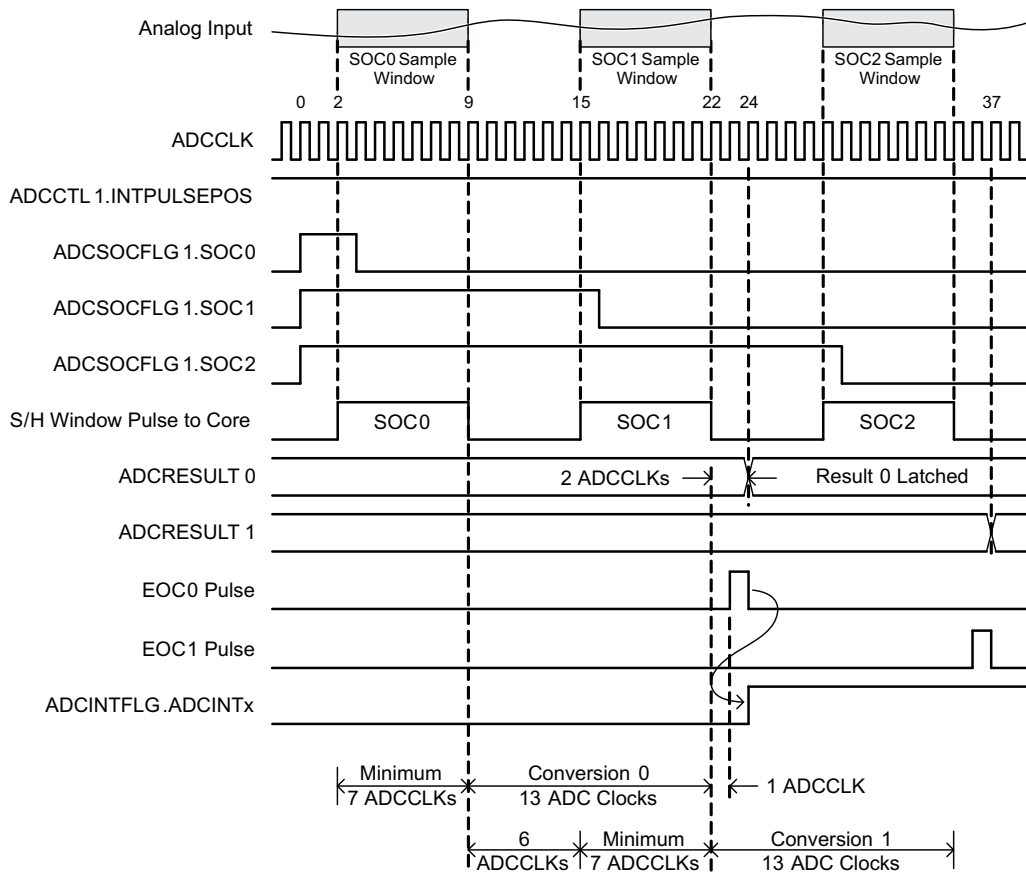 Analog Input
SOC0 Sample
Window
SOC1 Sample
Window
SOC2 Sample
Window
0 2 9 15 22 24 37
ADCCLK
ADCCTL 1.INTPULSEPOS
ADCSOCFLG 1.SOC0
ADCSOCFLG 1.SOC1
ADCSOCFLG 1.SOC2
S/H Window Pulse to Core
SOC0
SOC1
SOC2
ADCRESULT 0
2 ADCCLKs
Result 0 Latched
ADCRESULT 1
EOC0 Pulse
EOC1 Pulse
ADCINTFLG .ADCINTx
Minimum
7 ADCCLKs
Conversion 0
13 ADC Clocks
1 ADCCLK
6
ADCCLKs
Minimum
7 ADCCLKs
Conversion 1
13 ADC Clocks